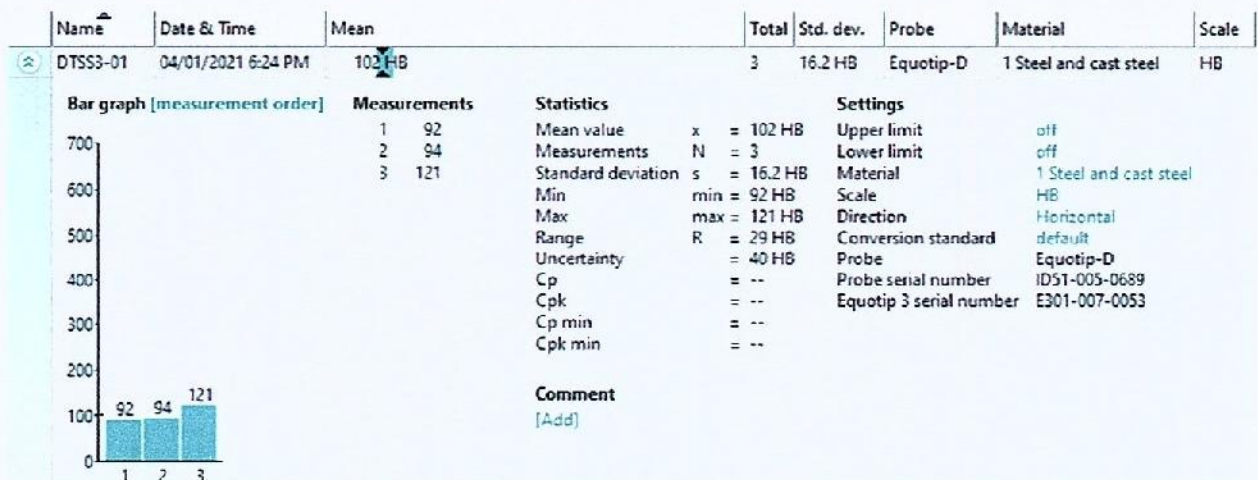 Name Date & Time Mean Total Std. dev. Probe Material Scale
DTSS3-01 04/01/2021 6:24 PM 102 HB 3 16.2 HB Equotip-D 1 Steel and cast steel HB
Bar graph [measurement order] Measurements Statistics Settings
1 92 Mean value x = 102 HB Upper limit off
700 2 94 Measurements N = 3 Lower limit off
3 121 Standard deviation s = 16.2 HB Material 1 Steel and cast steel
600 Min min = 92 HB Scale HB
Max max = 121 HB Direction Horizontal
500 Range R = 29 HB Conversion standard default
Uncertainty = 40 HB Probe Equotip-D
400 Cp = -- Probe serial number ID51-005-0689
Cpk = -- Equotip 3 serial number E301-007-0053
300 Cp min = --
Cpk min = --
200
121 Comment
100 92 94 [Add]
0
1 2 3